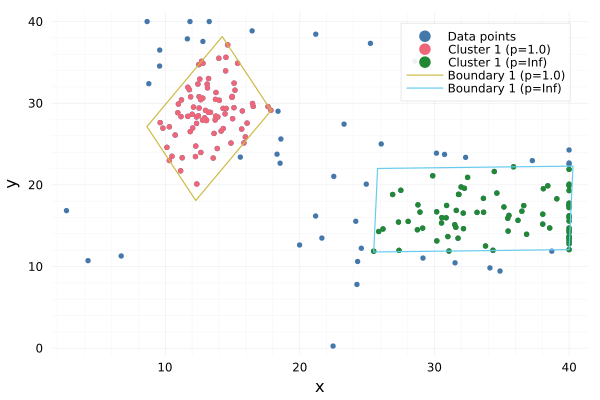 40
30
20
10
0
y
10
20
30
40
x
Data points
Cluster 1 (p=1.0)
Cluster 1 (p=Inf)
Boundary 1 (p=1.0)
Boundary 1 (p=Inf)